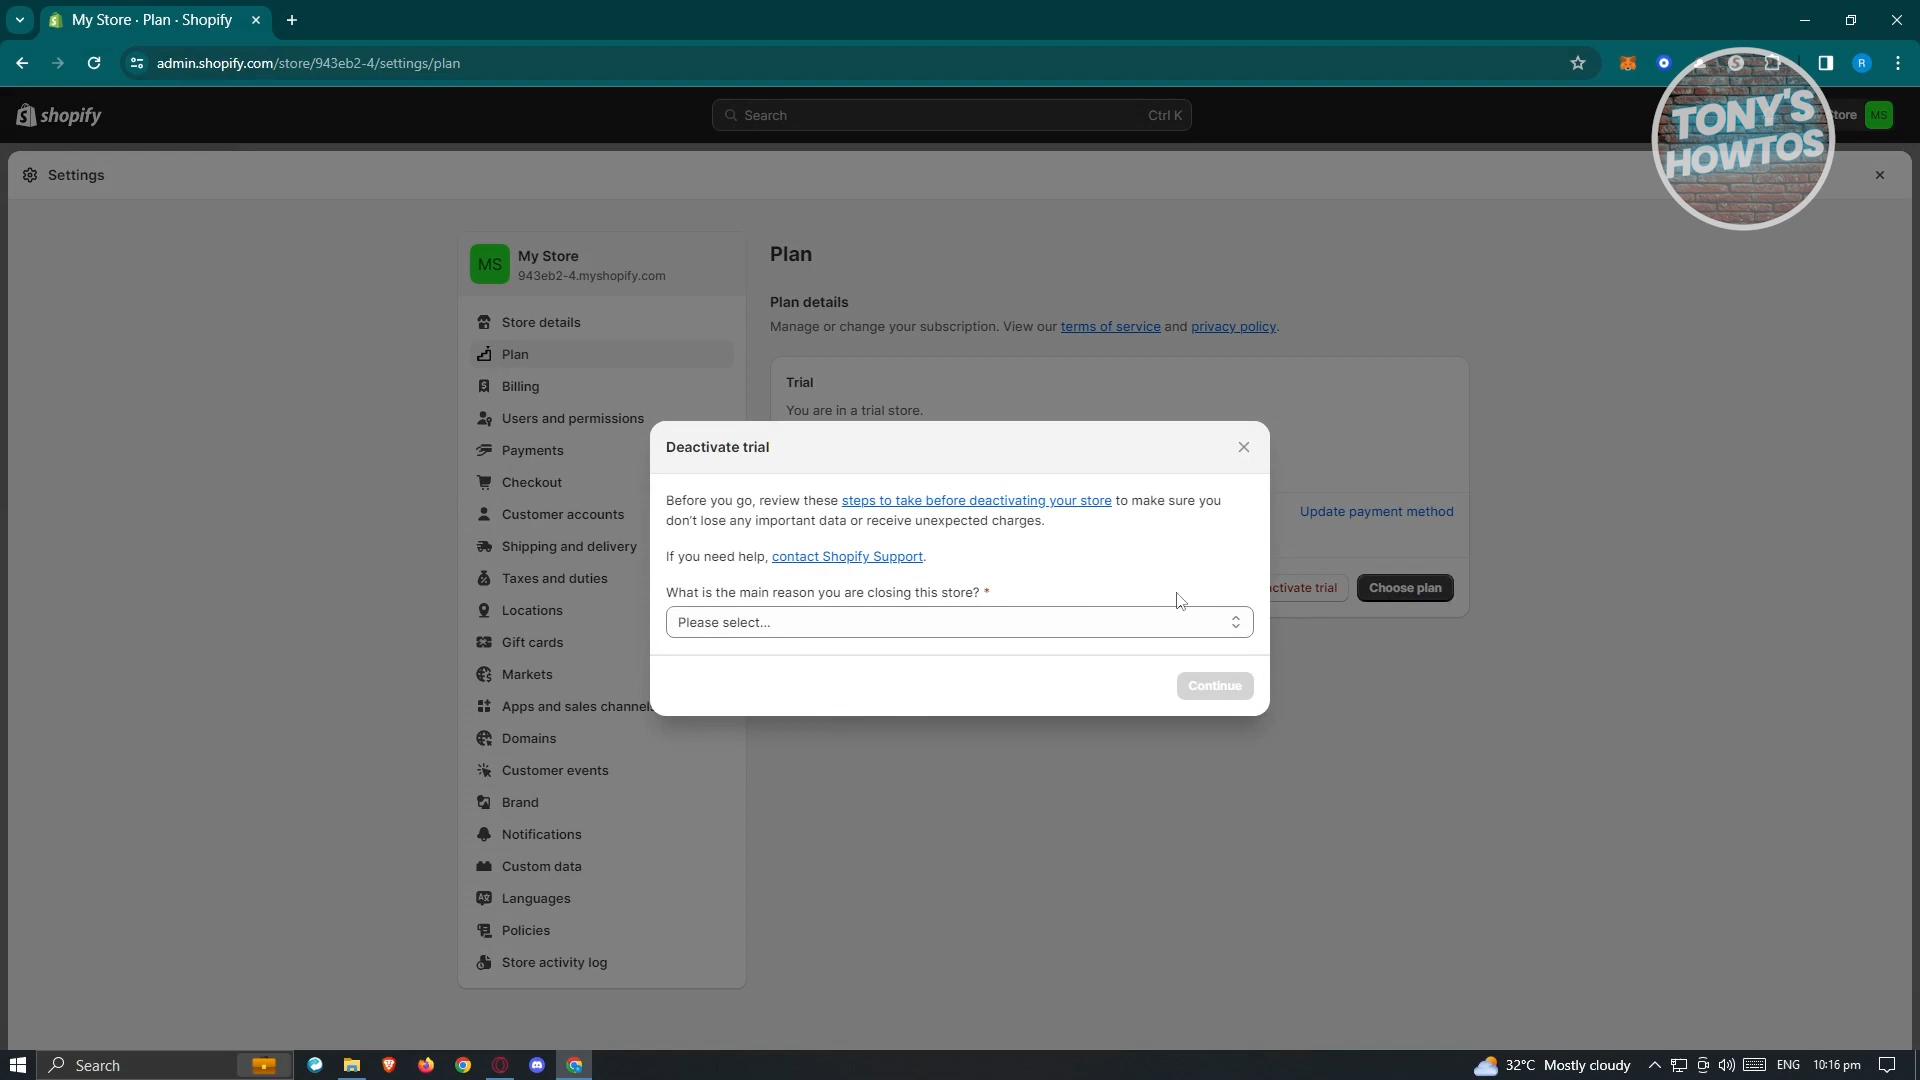 My Store · Plan · Shopify
admin.shopify.com/store/943eb2-4/settings/plan
R
shopify
Search
Ctrl K
tore
MS
TONY'S
HOWTOS
Settings
MS
My Store
943eb2-4.myshopify.com
Store details
Plan
Billing
Users and permissions
Payments
Checkout
Customer accounts
Shipping and delivery
Taxes and duties
Locations
Gift cards
Markets
Apps and sales channels
Domains
Customer events
Brand
Notifications
Custom data
Languages
Policies
Store activity log
Plan
Plan details
Manage or change your subscription. View our terms of service and privacy policy.
Trial
You are in a trial store.
Update payment method
activate trial
Choose plan
Deactivate trial
Before you go, review these steps to take before deactivating your store to make sure you
don't lose any important data or receive unexpected charges.
If you need help, contact Shopify Support.
What is the main reason you are closing this store? *
Please select...
Continue
Search
32°C Mostly cloudy
ENG
10:16 pm